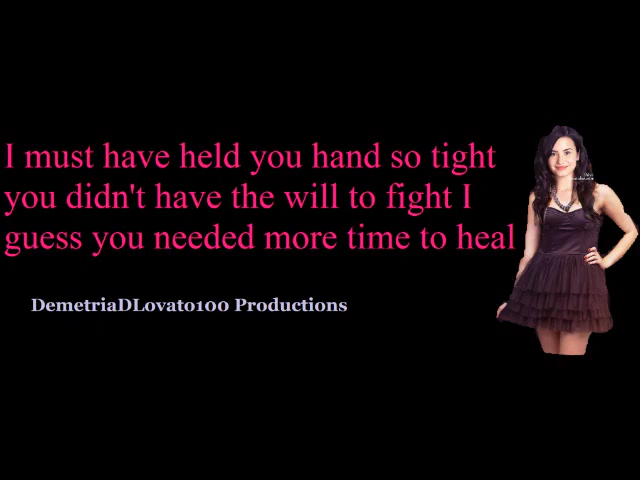 I must have held you hand so tight
you didn't have the will to fight I
guess you needed more time to heal
DemetriaDLovato100 Productions